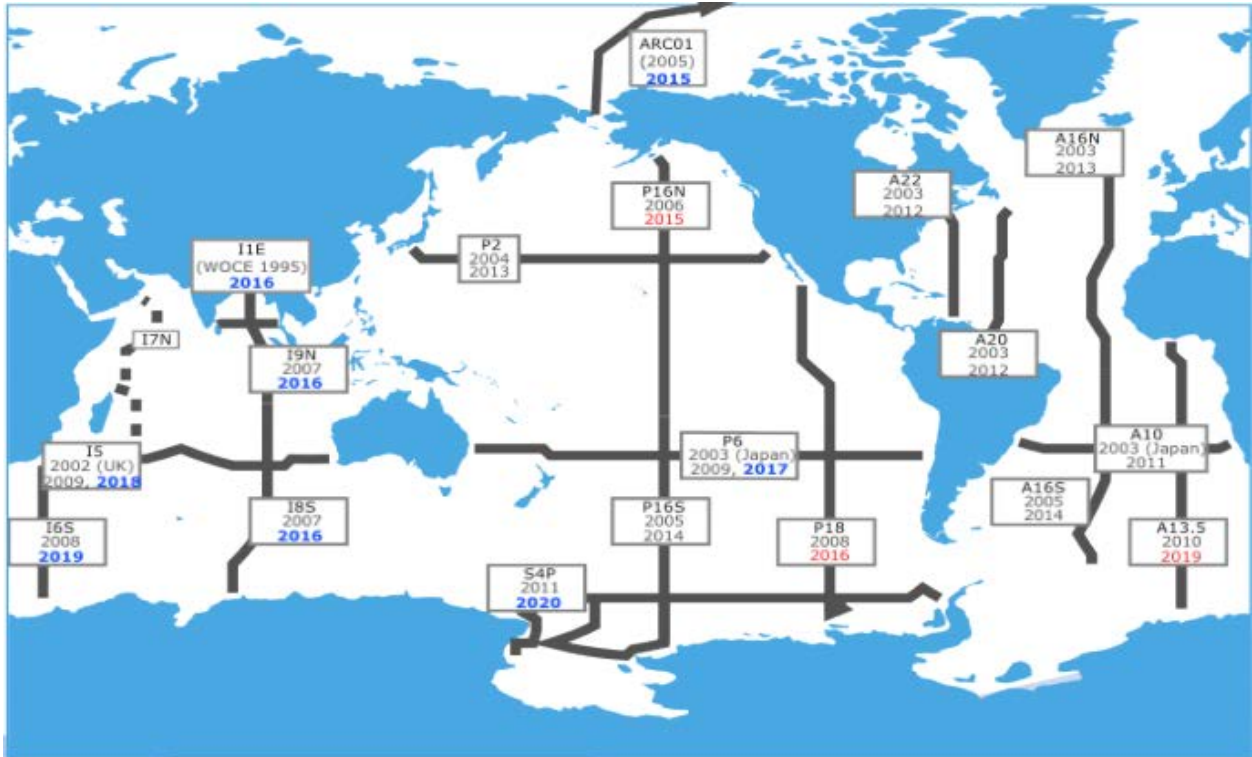 ARC01
(2005)
2015
A16N
2003
2013
A22
2003
2012
P16N
2006
2015
P2
2004
2013
I1E
(WOCE 1995)
2016
I7N
I9N
2007
2016
A20
2003
2012
I5
2002 (UK)
2009, 2018
P6
2003 (Japan)
2009, 2017
A10
2003 (Japan)
2011
A16S
2005
2014
I6S
2008
2019
I8S
2007
2016
P16S
2005
2014
P18
2008
2016
A13.5
2010
2019
S4P
2011
2020